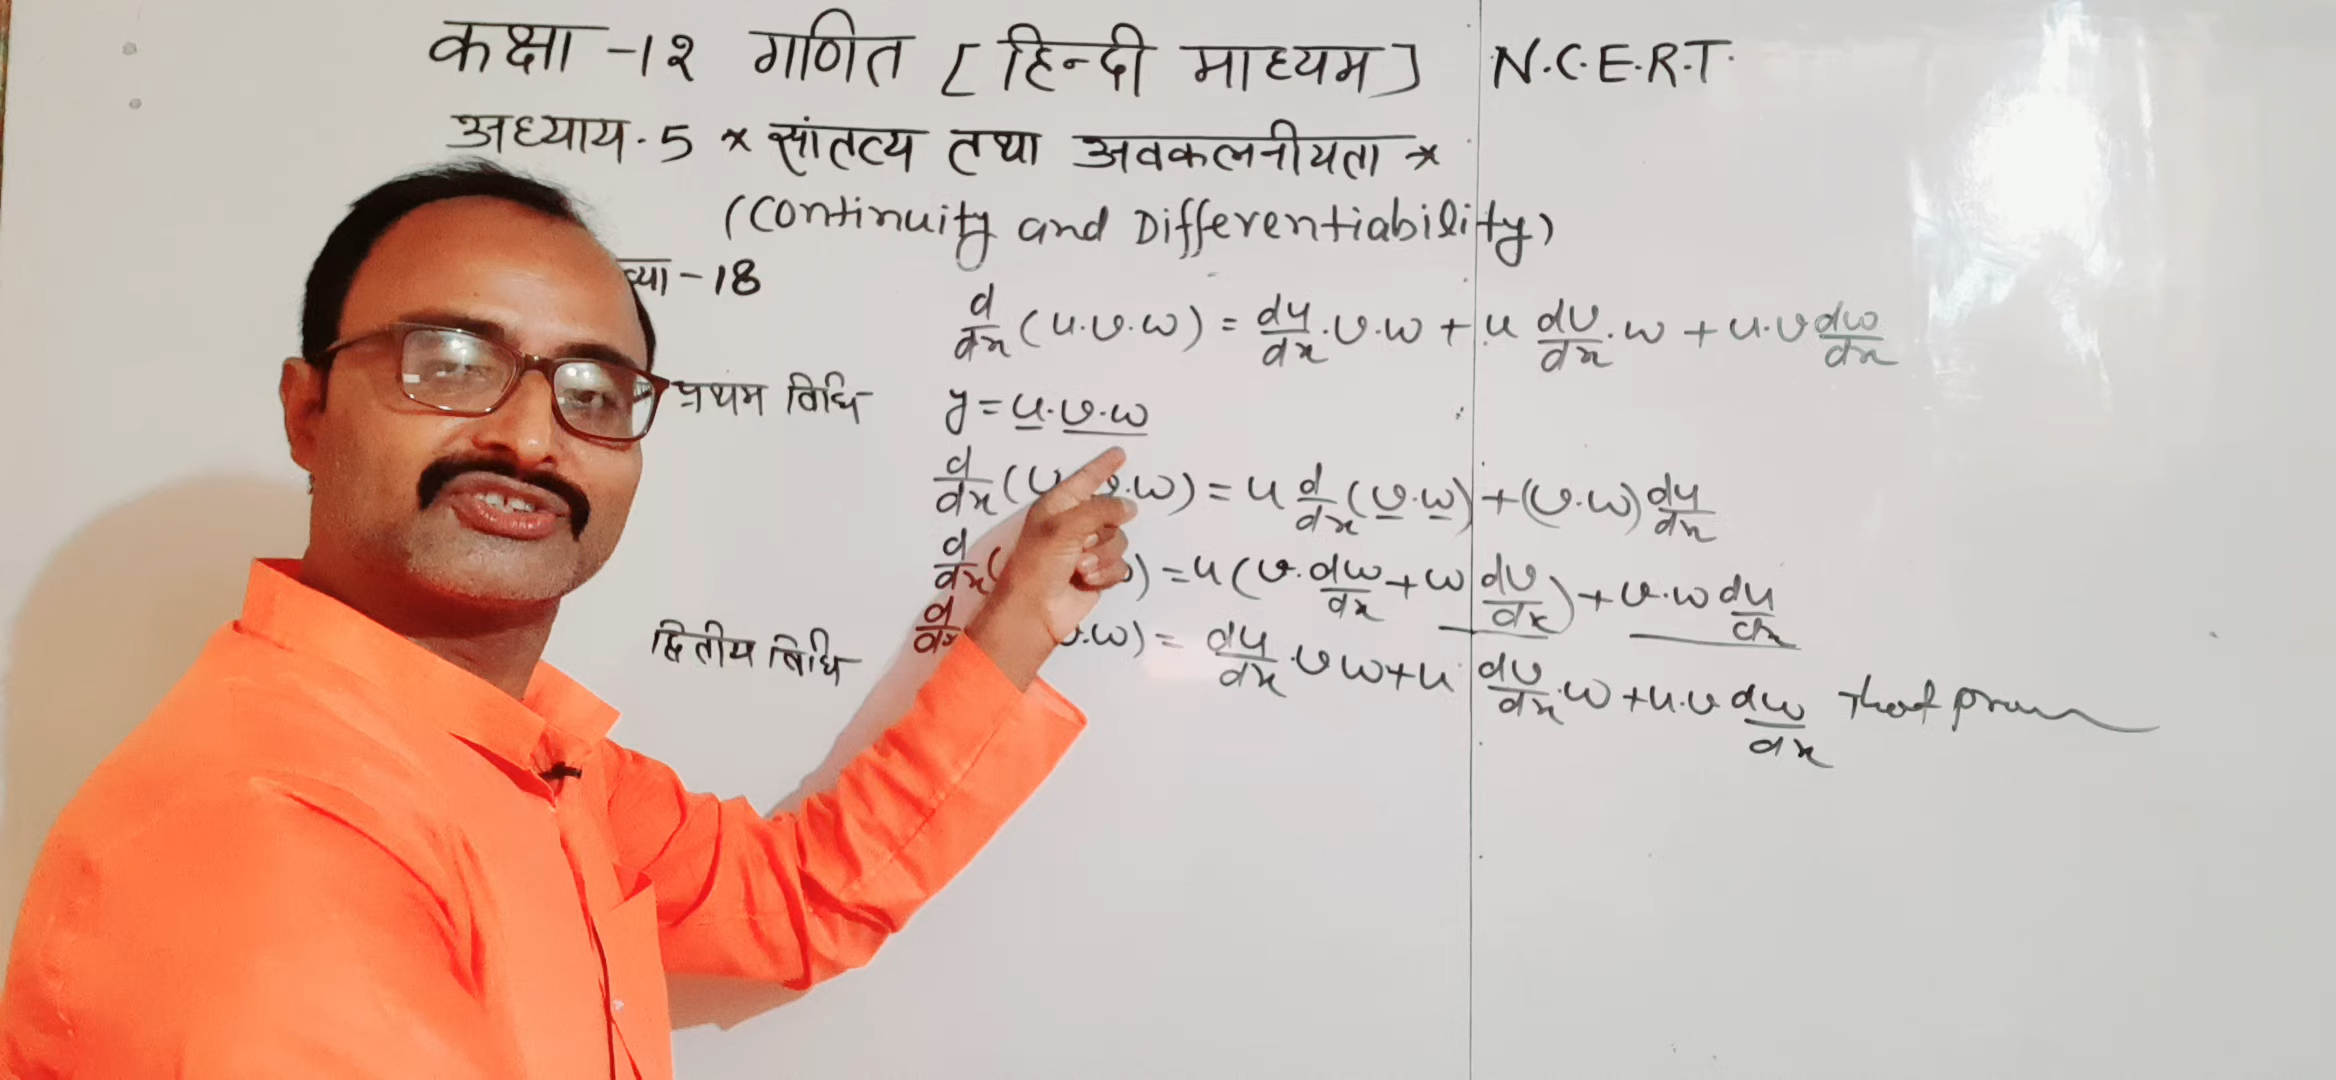 कक्षा -१२ गणित [हिन्दी माध्यम] N.C.E.R.T.
अध्याय.5 * सांतत्य तथा अवकलनीयता *
(Continuity and Differentiability)
-18
d/dx (u.v.w) = du/dx .v.w + u dv/dx .w + u.v dw/dx
प्रथम विधि y = u.v.w
d/dx (u .w) = u d/dx (v.w) + (v.w) du/dx
d/dx ( ) = u (v. dw/dx + w dv/dx) + v.w du/dx
द्वितीय विधि d/dx v.w) = du/dx .v w + u dv/dx .w + u.v dw/dx that